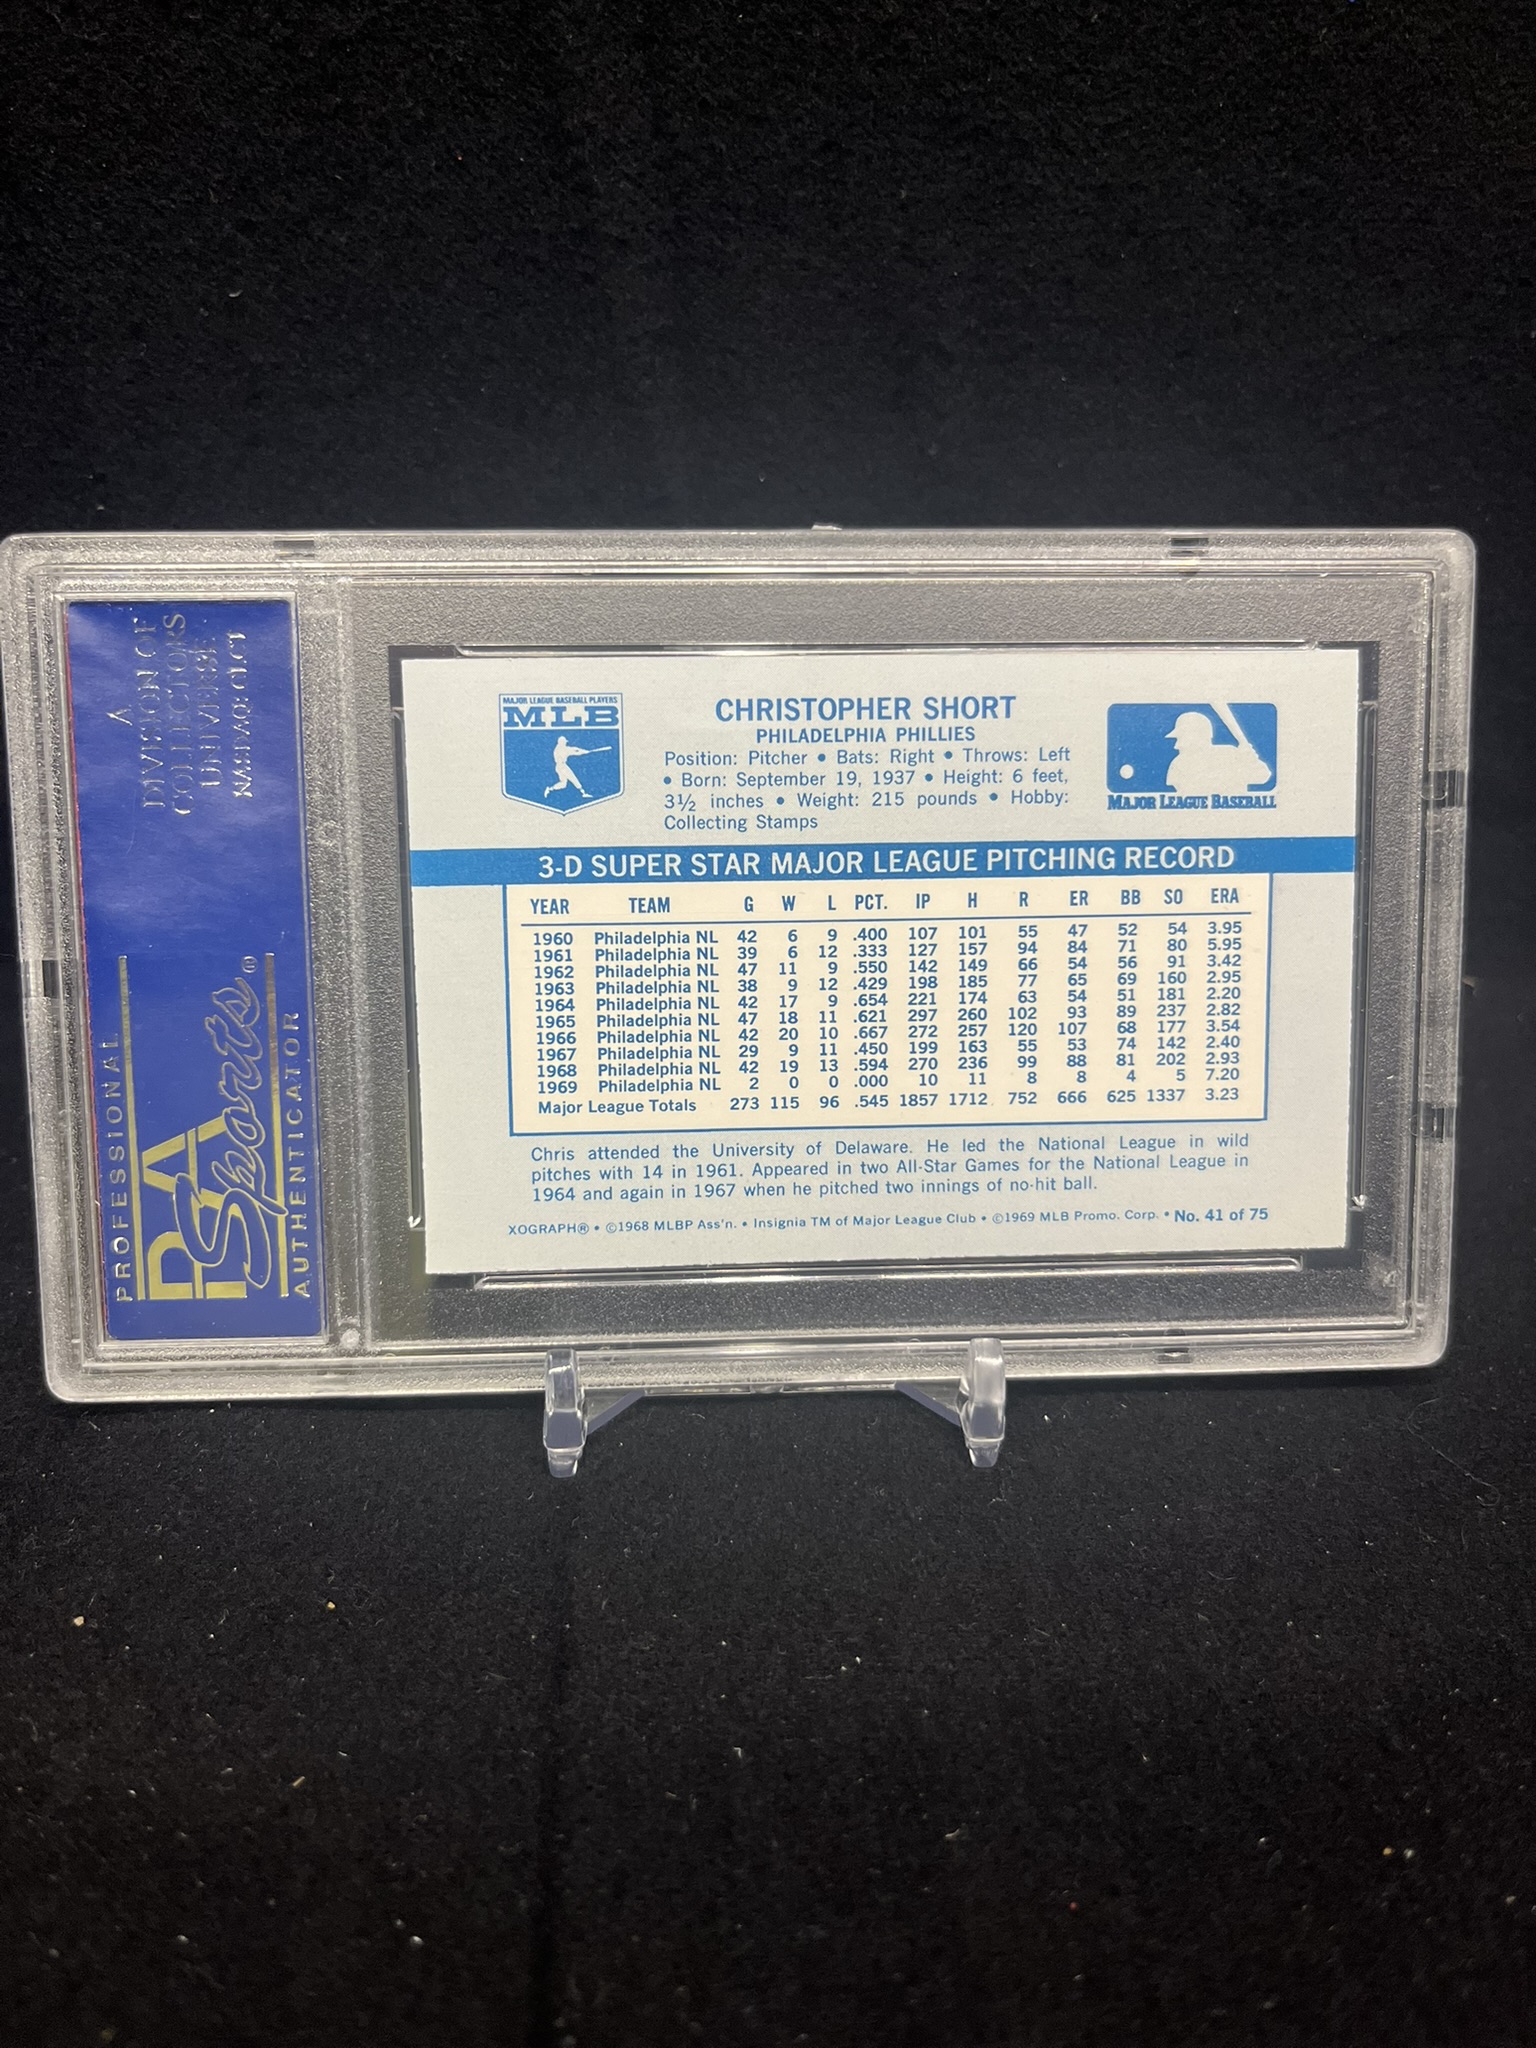 A
DIVISION OF
COLLECTORS
UNIVERSE
NASDAQ: CLCT
PROFESSIONAL
PSA
Sports®
AUTHENTICATOR
MAJOR LEAGUE BASEBALL PLAYERS
MLB
CHRISTOPHER SHORT
PHILADELPHIA PHILLIES
Position: Pitcher • Bats: Right • Throws: Left
• Born: September 19, 1937 • Height: 6 feet,
3½ inches • Weight: 215 pounds • Hobby:
Collecting Stamps
MAJOR LEAGUE BASEBALL
3-D SUPER STAR MAJOR LEAGUE PITCHING RECORD
YEAR TEAM G W L PCT. IP H R ER BB SO ERA
1960 Philadelphia NL 42 6 9 .400 107 101 55 47 52 54 3.95
1961 Philadelphia NL 39 6 12 .333 127 157 94 84 71 80 5.95
1962 Philadelphia NL 47 11 9 .550 142 149 66 54 56 91 3.42
1963 Philadelphia NL 38 9 12 .429 198 185 77 65 69 160 2.95
1964 Philadelphia NL 42 17 9 .654 221 174 63 54 51 181 2.20
1965 Philadelphia NL 47 18 11 .621 297 260 102 93 89 237 2.82
1966 Philadelphia NL 42 20 10 .667 272 257 120 107 68 177 3.54
1967 Philadelphia NL 29 9 11 .450 199 163 55 53 74 142 2.40
1968 Philadelphia NL 42 19 13 .594 270 236 99 88 81 202 2.93
1969 Philadelphia NL 2 0 0 .000 10 11 8 8 4 5 7.20
Major League Totals 273 115 96 .545 1857 1712 752 666 625 1337 3.23
Chris attended the University of Delaware. He led the National League in wild
pitches with 14 in 1961. Appeared in two All-Star Games for the National League in
1964 and again in 1967 when he pitched two innings of no-hit ball.
XOGRAPH® • ©1968 MLBP Ass'n. • Insignia TM of Major League Club • ©1969 MLB Promo. Corp. • No. 41 of 75